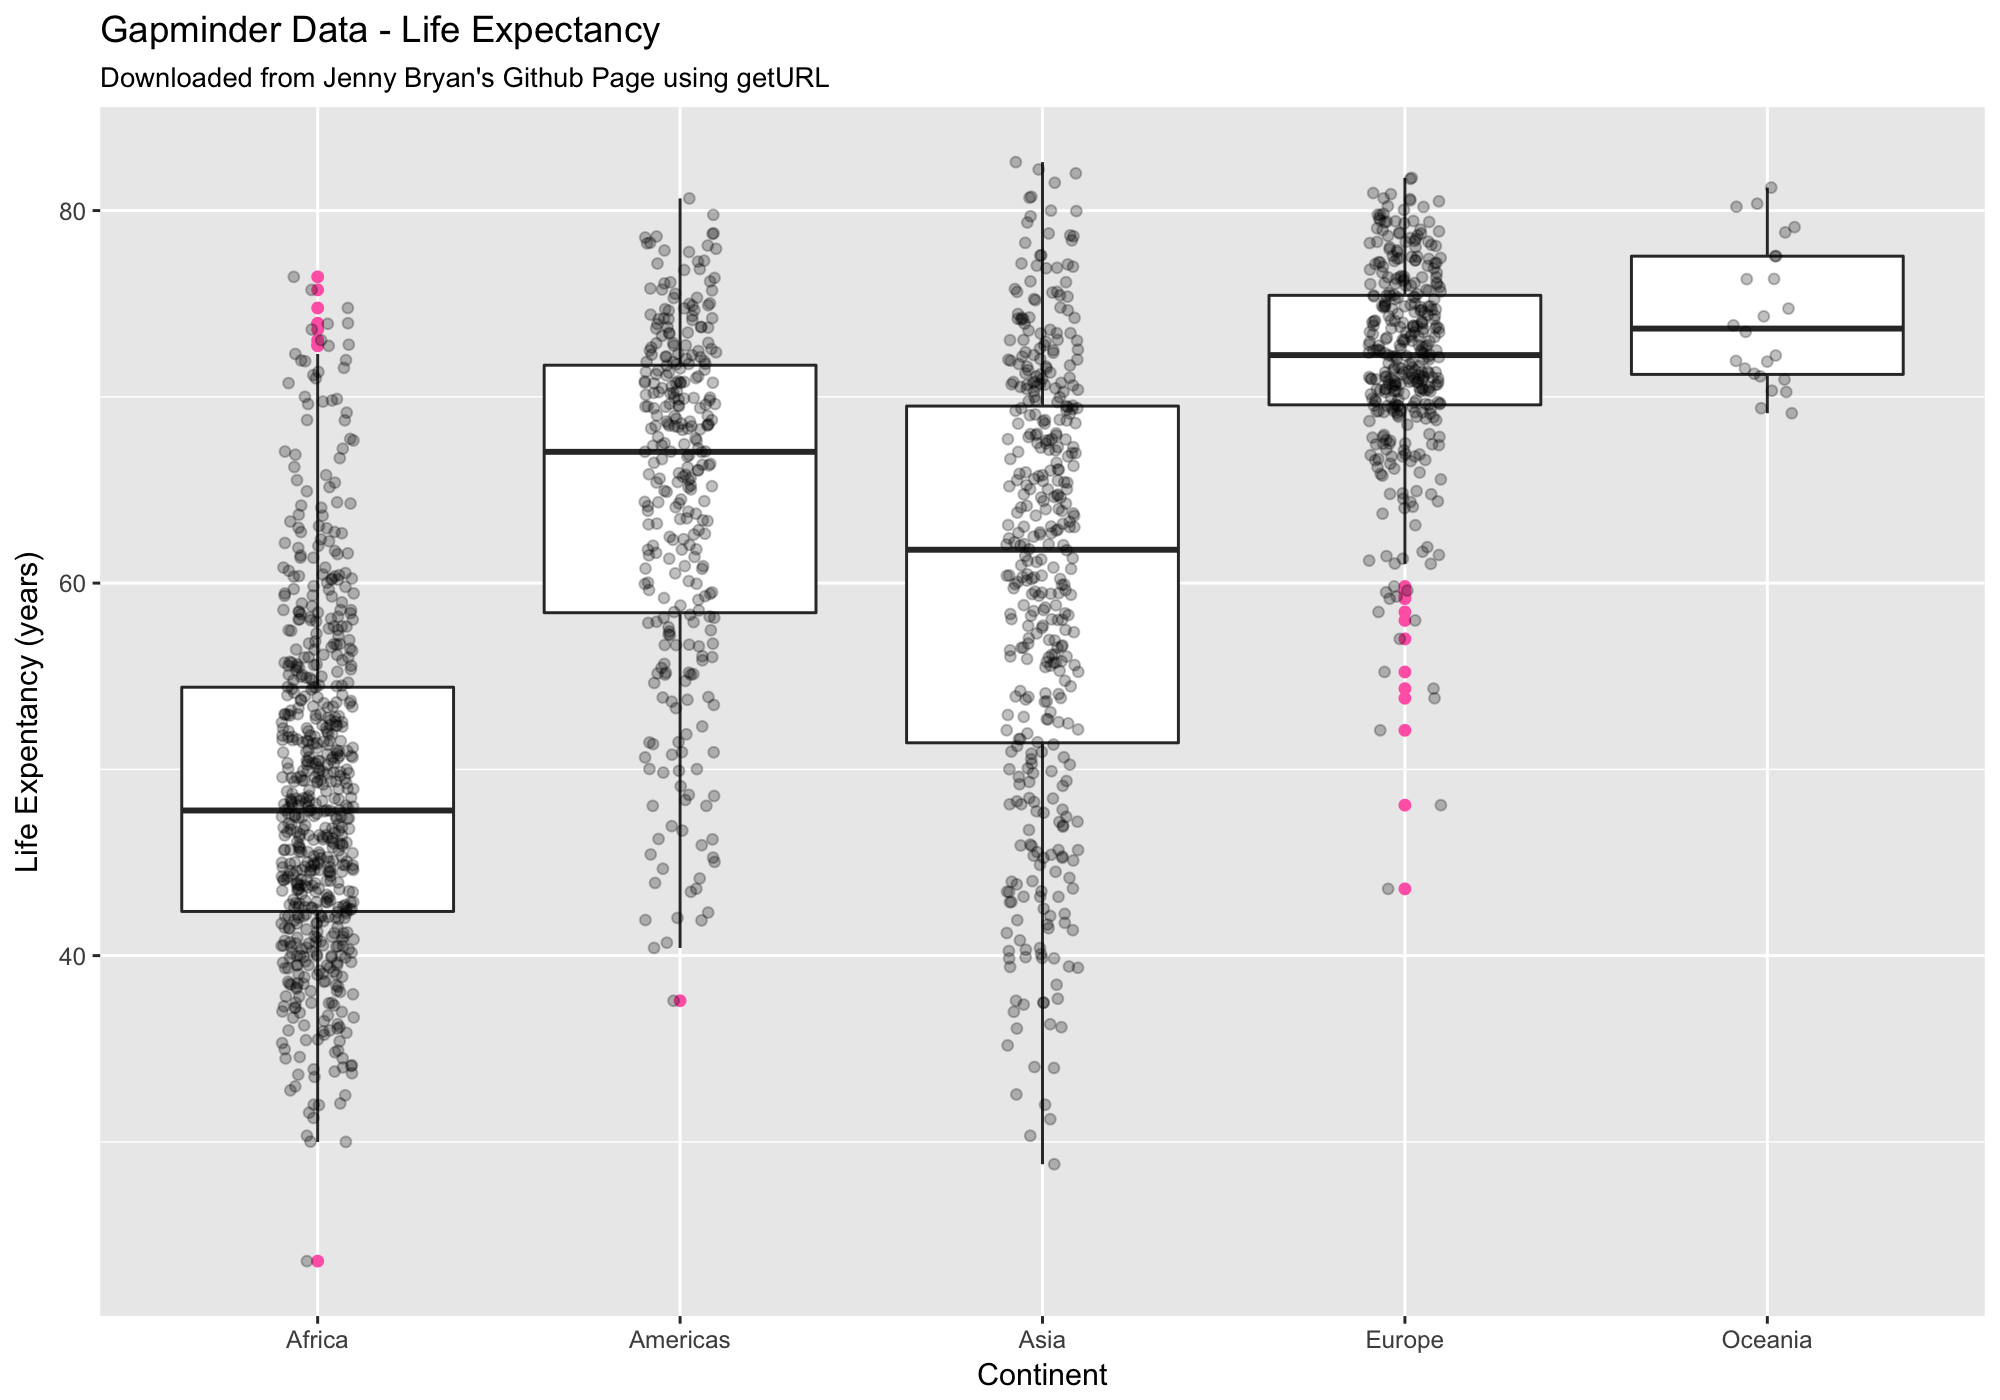 Gapminder Data - Life Expectancy
Downloaded from Jenny Bryan's Github Page using getURL
Life Expentancy (years)
80
60
40
Africa
Americas
Asia
Europe
Oceania
Continent